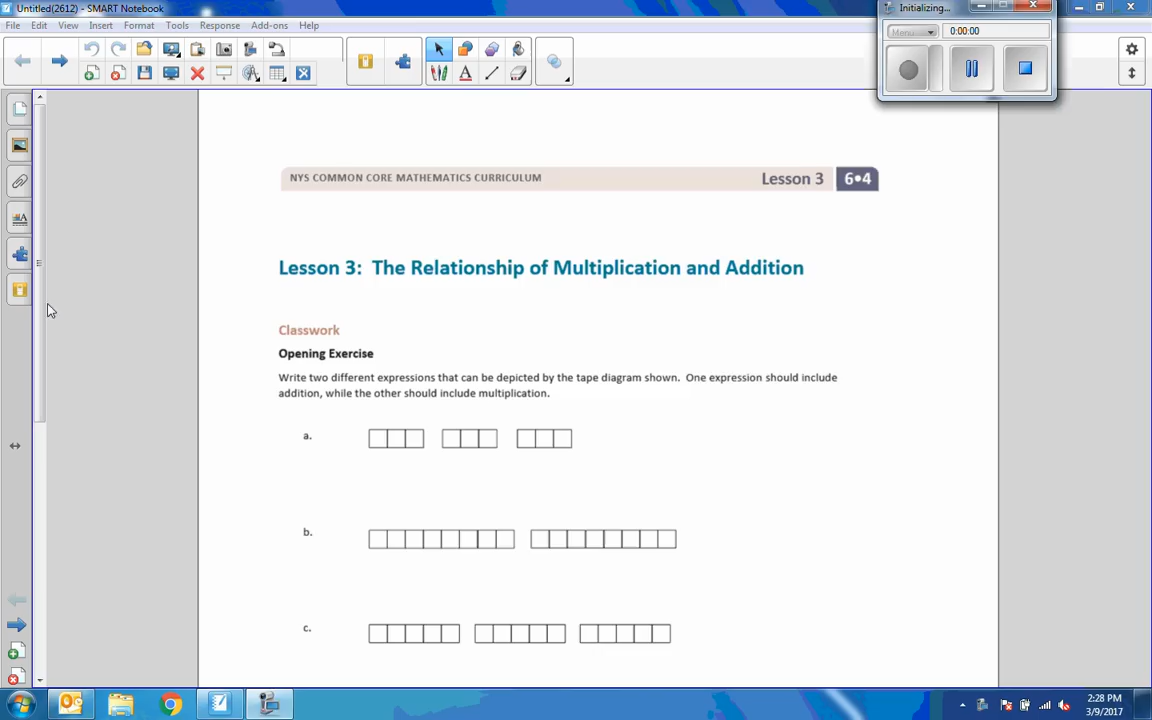 Untitled(2612) - SMART Notebook
Initializing...
File Edit View Insert Format Tools Response Add-ons Help
Menu
0:00:00
NYS COMMON CORE MATHEMATICS CURRICULUM
Lesson 3 6•4
Lesson 3: The Relationship of Multiplication and Addition
Classwork
Opening Exercise
Write two different expressions that can be depicted by the tape diagram shown. One expression should include
addition, while the other should include multiplication.
a.
b.
c.
2:28 PM
3/9/2017